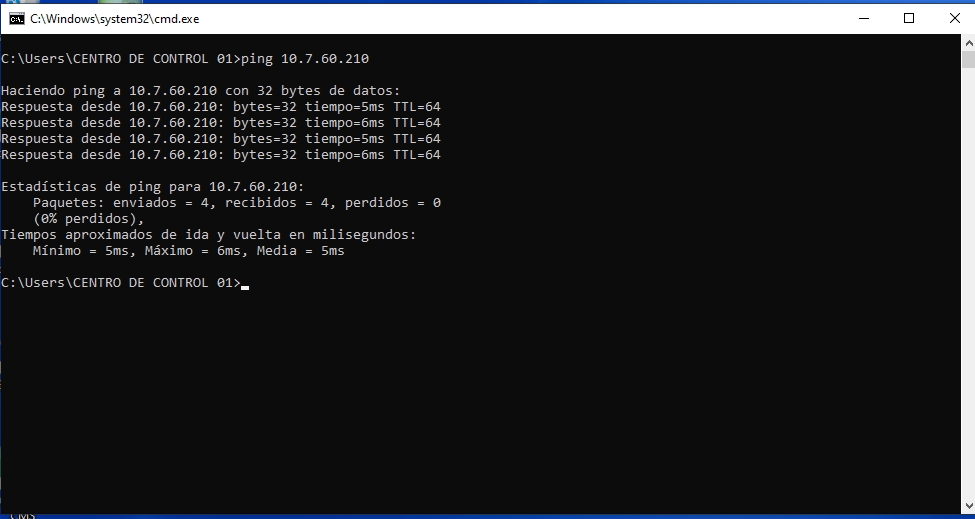 C:\Windows\system32\cmd.exe
C:\Users\CENTRO DE CONTROL 01>ping 10.7.60.210
Haciendo ping a 10.7.60.210 con 32 bytes de datos:
Respuesta desde 10.7.60.210: bytes=32 tiempo=5ms TTL=64
Respuesta desde 10.7.60.210: bytes=32 tiempo=6ms TTL=64
Respuesta desde 10.7.60.210: bytes=32 tiempo=5ms TTL=64
Respuesta desde 10.7.60.210: bytes=32 tiempo=6ms TTL=64
Estadísticas de ping para 10.7.60.210:
    Paquetes: enviados = 4, recibidos = 4, perdidos = 0
    (0% perdidos),
Tiempos aproximados de ida y vuelta en milisegundos:
    Mínimo = 5ms, Máximo = 6ms, Media = 5ms
C:\Users\CENTRO DE CONTROL 01>
CMS